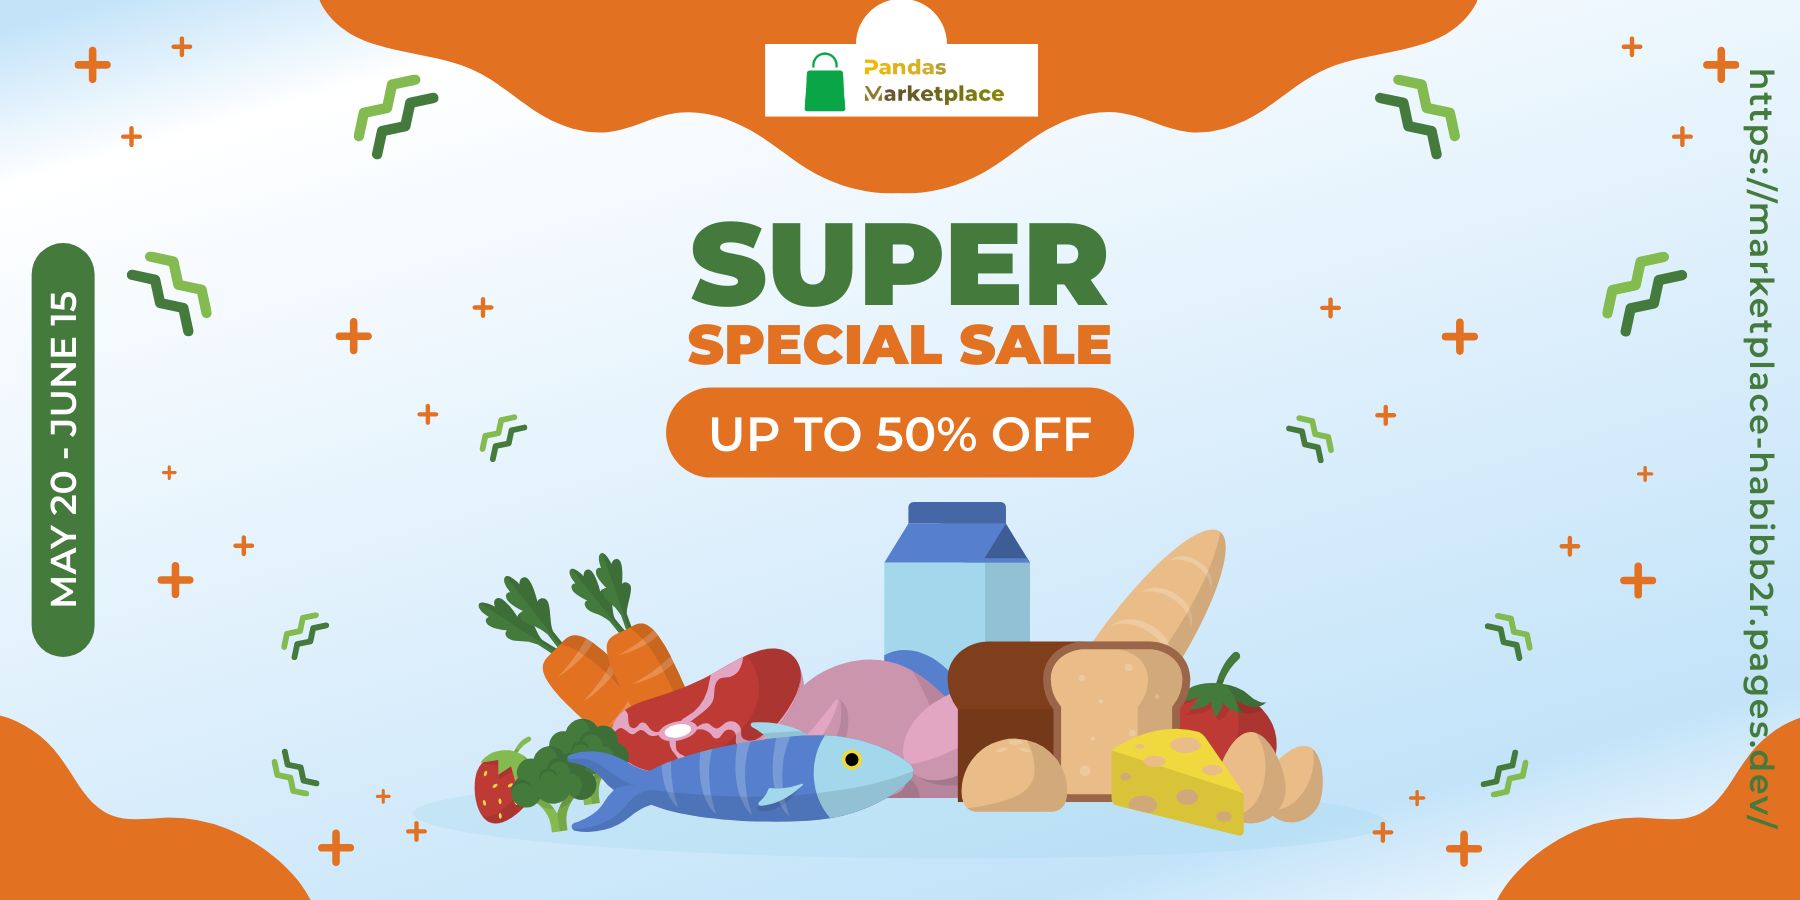 Pandas
Marketplace
SUPER
SPECIAL SALE
UP TO 50% OFF
MAY 20 - JUNE 15
https://marketplace-habibb2r.pages.dev/